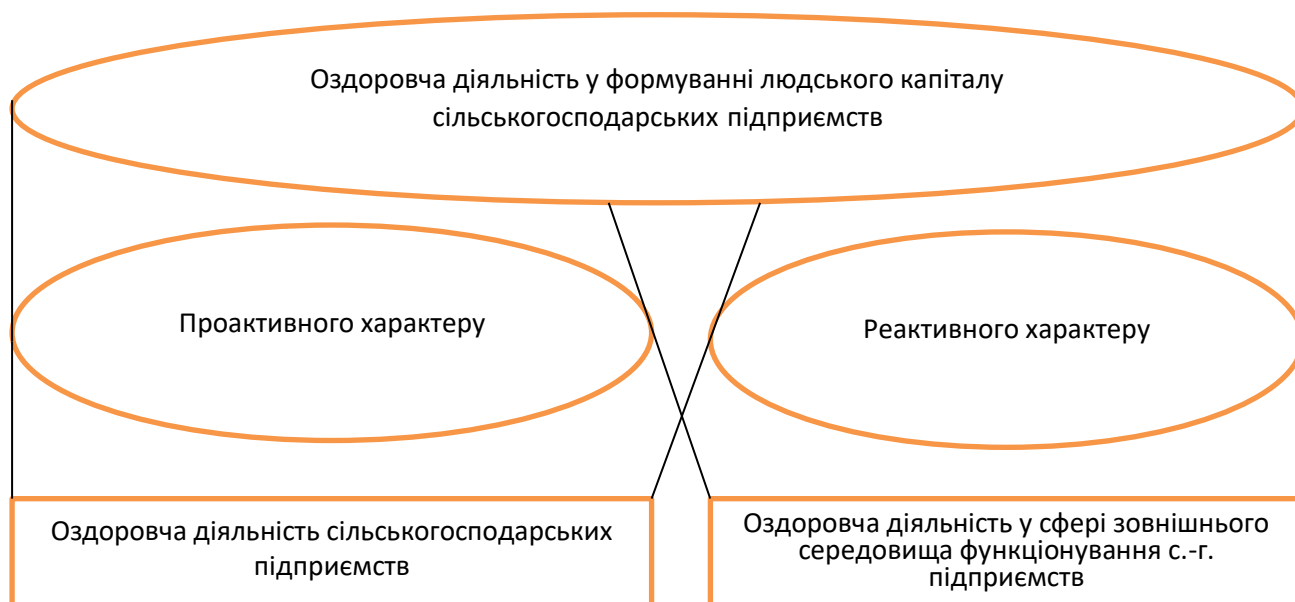 Оздоровча діяльність у формуванні людського капіталу
сільськогосподарських підприємств
Проактивного характеру
Реактивного характеру
Оздоровча діяльність сільськогосподарських
підприємств
Оздоровча діяльність у сфері зовнішнього
середовища функціонування с.-г.
підприємств